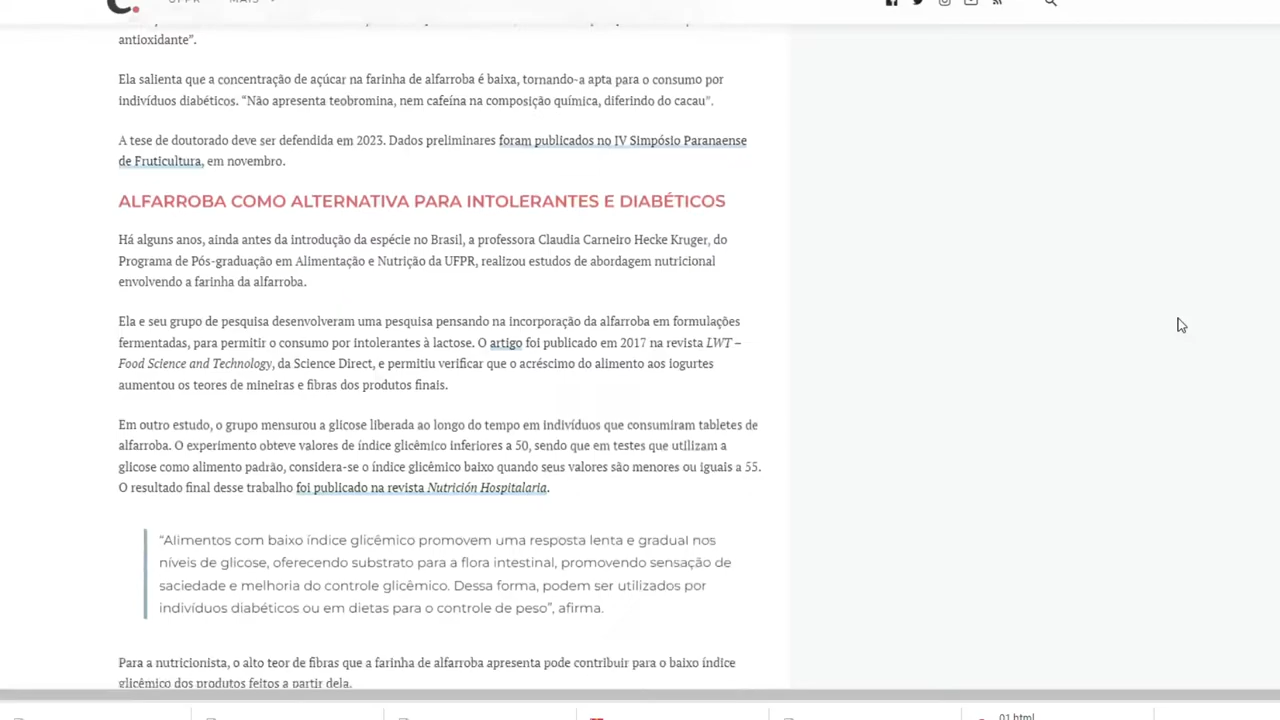 UFPR MAIS
antioxidante”.
Ela salienta que a concentração de açúcar na farinha de alfarroba é baixa, tornando-a apta para o consumo por
indivíduos diabéticos. “Não apresenta teobromina, nem cafeína na composição química, diferindo do cacau”.
A tese de doutorado deve ser defendida em 2023. Dados preliminares foram publicados no IV Simpósio Paranaense
de Fruticultura, em novembro.
ALFARROBA COMO ALTERNATIVA PARA INTOLERANTES E DIABÉTICOS
Há alguns anos, ainda antes da introdução da espécie no Brasil, a professora Claudia Carneiro Hecke Kruger, do
Programa de Pós-graduação em Alimentação e Nutrição da UFPR, realizou estudos de abordagem nutricional
envolvendo a farinha da alfarroba.
Ela e seu grupo de pesquisa desenvolveram uma pesquisa pensando na incorporação da alfarroba em formulações
fermentadas, para permitir o consumo por intolerantes à lactose. O artigo foi publicado em 2017 na revista LWT –
Food Science and Technology, da Science Direct, e permitiu verificar que o acréscimo do alimento aos iogurtes
aumentou os teores de mineiras e fibras dos produtos finais.
Em outro estudo, o grupo mensurou a glicose liberada ao longo do tempo em indivíduos que consumiram tabletes de
alfarroba. O experimento obteve valores de índice glicêmico inferiores a 50, sendo que em testes que utilizam a
glicose como alimento padrão, considera-se o índice glicêmico baixo quando seus valores são menores ou iguais a 55.
O resultado final desse trabalho foi publicado na revista Nutrición Hospitalaria.
“Alimentos com baixo índice glicêmico promovem uma resposta lenta e gradual nos
níveis de glicose, oferecendo substrato para a flora intestinal, promovendo sensação de
saciedade e melhoria do controle glicêmico. Dessa forma, podem ser utilizados por
indivíduos diabéticos ou em dietas para o controle de peso”, afirma.
Para a nutricionista, o alto teor de fibras que a farinha de alfarroba apresenta pode contribuir para o baixo índice
glicêmico dos produtos feitos a partir dela.
01.html